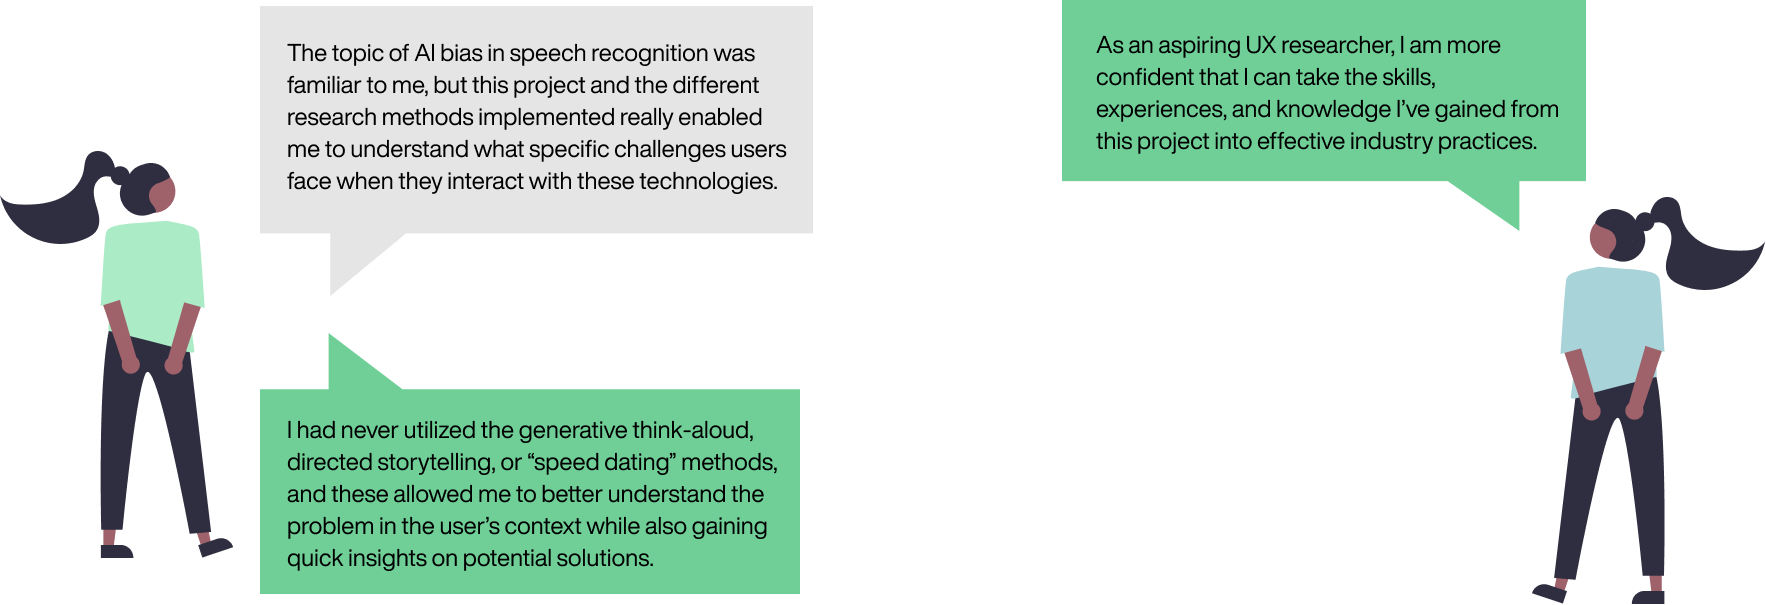 The topic of AI bias in speech recognition was
familiar to me, but this project and the different
research methods implemented really enabled
me to understand what specific challenges users
face when they interact with these technologies.
I had never utilized the generative think-aloud,
directed storytelling, or “speed dating” methods,
and these allowed me to better understand the
problem in the user’s context while also gaining
quick insights on potential solutions.
As an aspiring UX researcher, I am more
confident that I can take the skills,
experiences, and knowledge I’ve gained from
this project into effective industry practices.